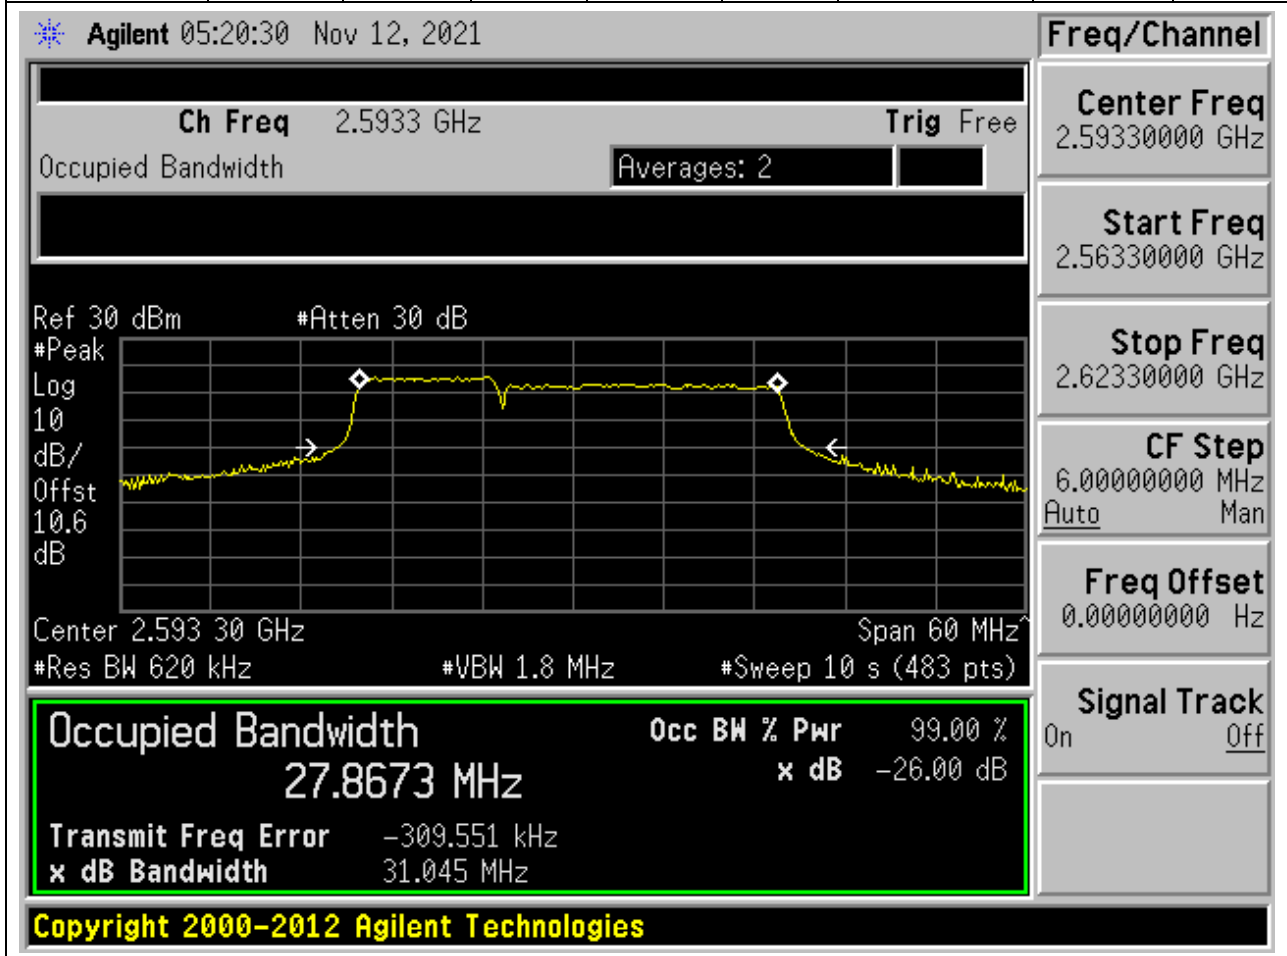 Agilent 05:20:30 Nov 12, 2021
Ch Freq 2.5933 GHz Trig Free
Occupied Bandwidth Averages: 2
Ref 30 dBm #Atten 30 dB
#Peak
Log
10
dB/
Offst
10.6
dB
Center 2.593 30 GHz Span 60 MHz^
#Res BW 620 kHz #VBW 1.8 MHz #Sweep 10 s (483 pts)
Occupied Bandwidth Occ BW % Pwr 99.00 %
27.8673 MHz x dB -26.00 dB
Transmit Freq Error -309.551 kHz
x dB Bandwidth 31.045 MHz
Copyright 2000-2012 Agilent Technologies
Freq/Channel
Center Freq
2.59330000 GHz
Start Freq
2.56330000 GHz
Stop Freq
2.62330000 GHz
CF Step
6.00000000 MHz
Auto Man
Freq Offset
0.00000000 Hz
Signal Track
On Off